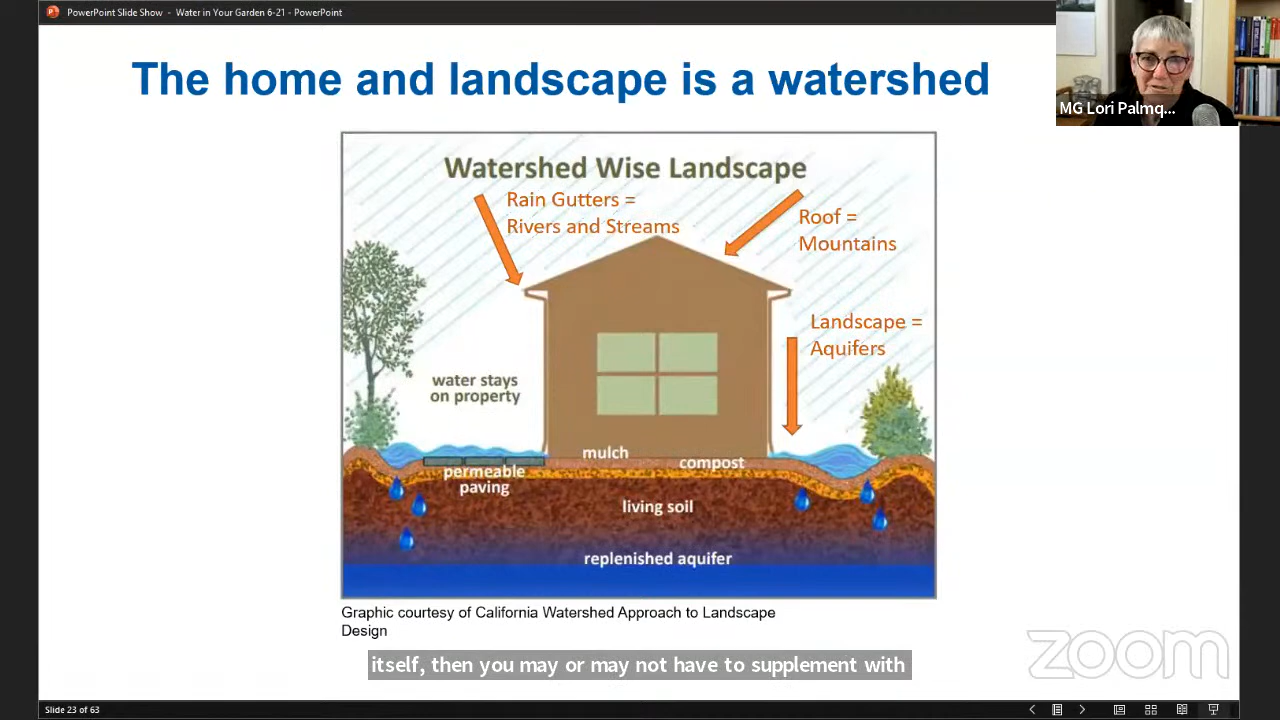 PowerPoint Slide Show - Water in Your Garden 6-21 - PowerPoint
The home and landscape is a watershed
MG Lori Palmq...
Watershed Wise Landscape
Rain Gutters =
Rivers and Streams
Roof =
Mountains
Landscape =
Aquifers
water stays
on property
mulch
compost
permeable
paving
living soil
replenished aquifer
Graphic courtesy of California Watershed Approach to Landscape
Design
itself, then you may or may not have to supplement with
zoom
Slide 23 of 63